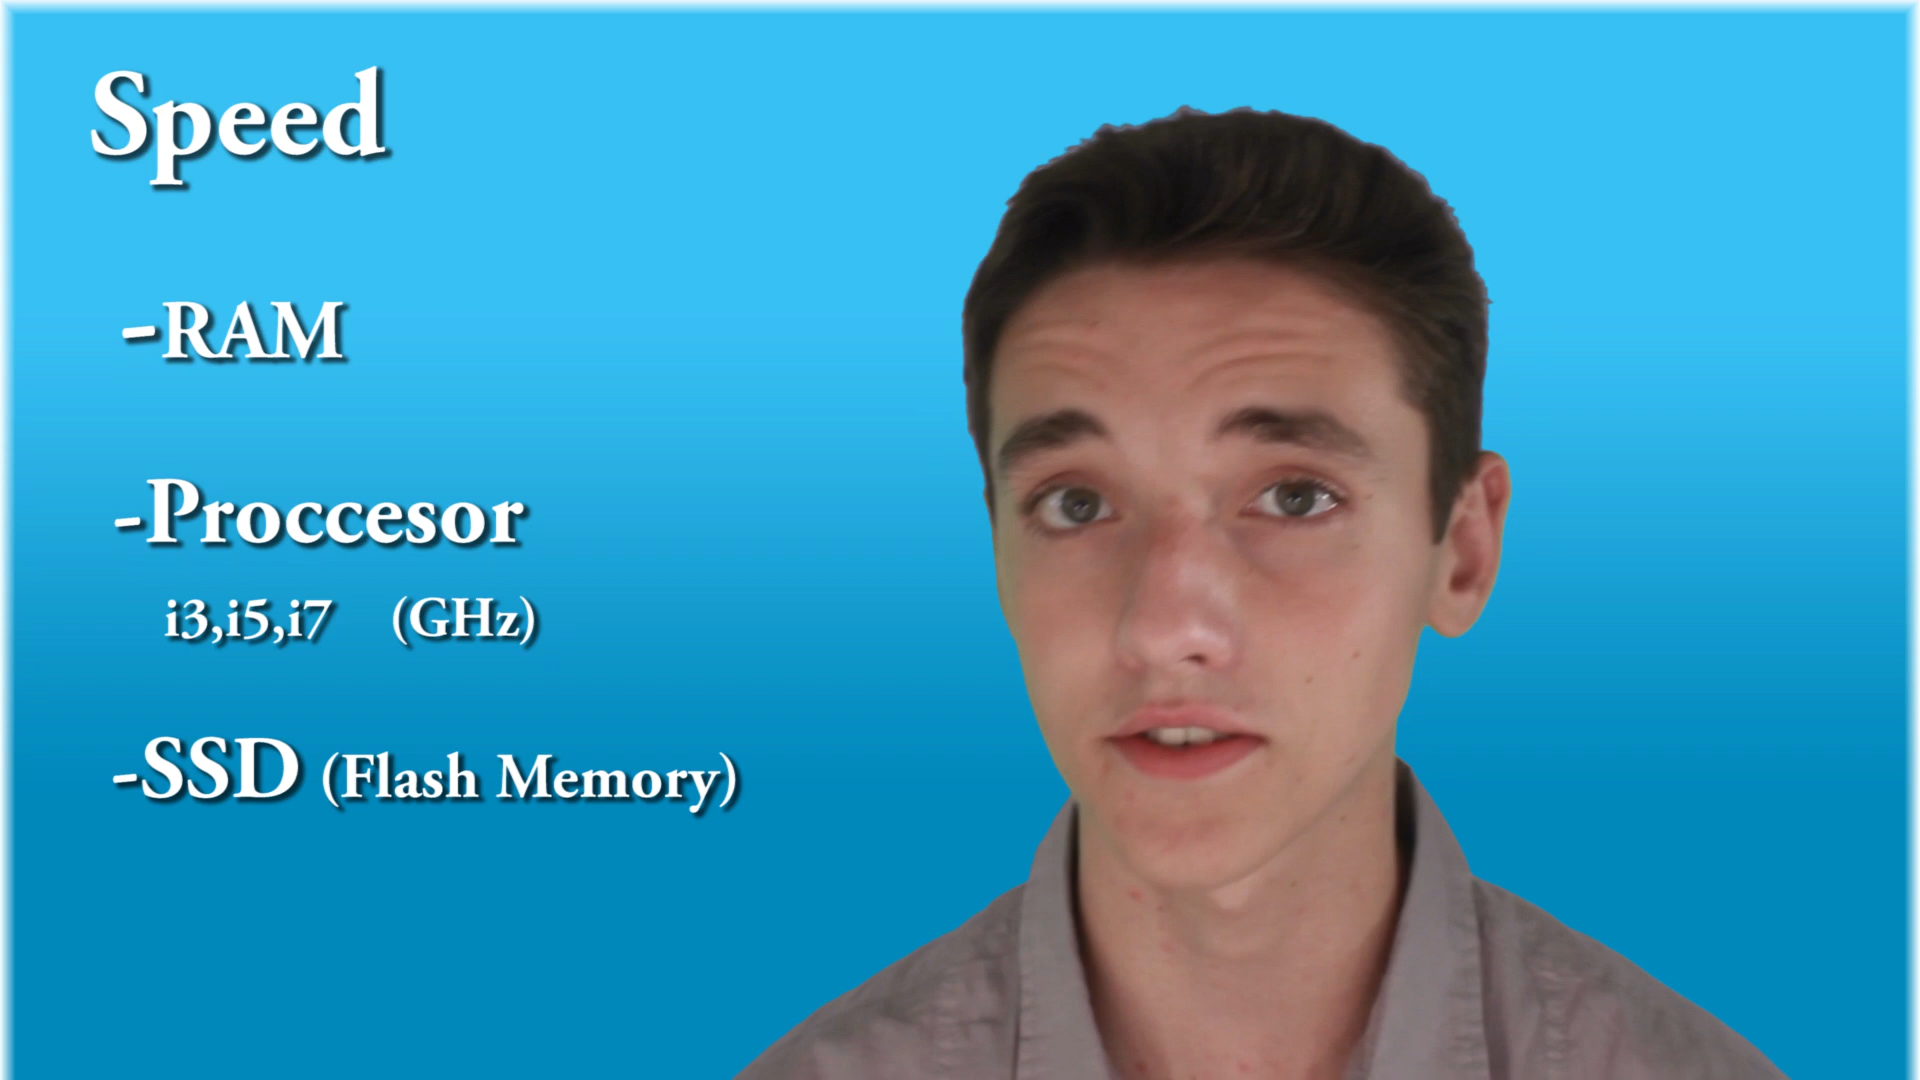 Speed
-RAM
-Proccesor
i3,i5,i7 (GHz)
-SSD (Flash Memory)